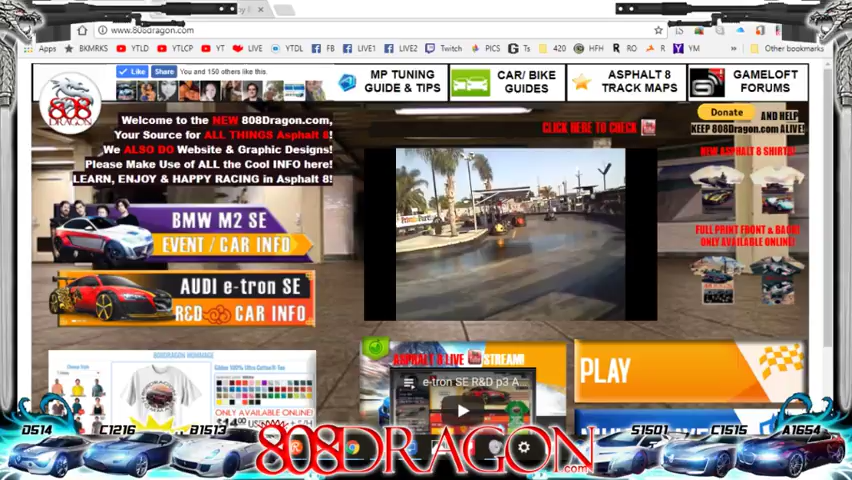 www.808dragon.com
Apps
BKMRKS
YTLD
YTLCP
YT
LIVE
YTDL
FB
LIVE1
LIVE2
Twitch
PICS
Ts
420
HFH
RO
R
YM
»
Other bookmarks
808
DRAGON
Like
Share
You and 150 others like this.
MP TUNING
GUIDE & TIPS
CAR/ BIKE
GUIDES
ASPHALT 8
TRACK MAPS
GAMELOFT
FORUMS
Welcome to the NEW 808Dragon.com,
Your Source for ALL THINGS Asphalt 8!
We ALSO DO Website & Graphic Designs!
Please Make Use of ALL the Cool INFO here!
LEARN, ENJOY & HAPPY RACING in Asphalt 8!
CLICK HERE TO CHECK
Donate
AND HELP
KEEP 808Dragon.com ALIVE!
NEW ASPHALT 8 SHIRTS!
FULL PRINT FRONT & BACK!
ONLY AVAILABLE ONLINE!
BMW M2 SE
EVENT / CAR INFO
AUDI e-tron SE
R&D CAR INFO
ASPHALT 8 LIVE STREAM!
e-tron SE R&D p3 A
PLAY
ONLY AVAILABLE ONLINE!
D514
C1216
B1513
808DRAGON
.com
S1501
C1515
A1654